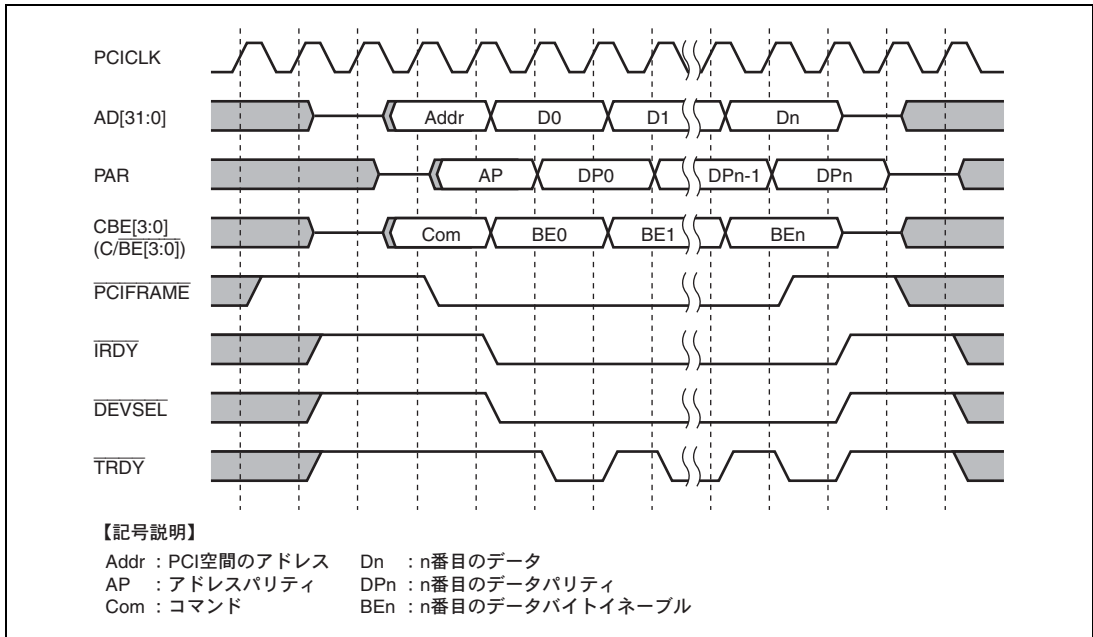 PCICLK
AD[31:0] Addr D0 D1 Dn
PAR AP DP0 DPn-1 DPn
CBE[3:0]
(C/BE[3:0]) Com BE0 BE1 BEn
PCIFRAME
IRDY
DEVSEL
TRDY
【記号説明】
Addr : PCI空間のアドレス Dn : n番目のデータ
AP : アドレスパリティ DPn : n番目のデータパリティ
Com : コマンド BEn : n番目のデータバイトイネーブル